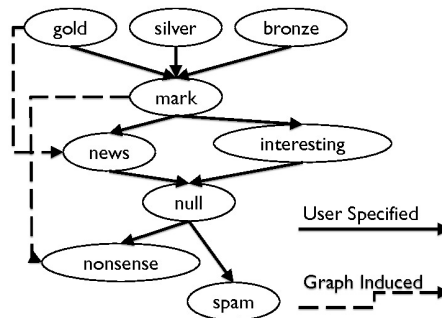 gold silver bronze
mark
news interesting
null
User Specified
nonsense
Graph Induced
spam